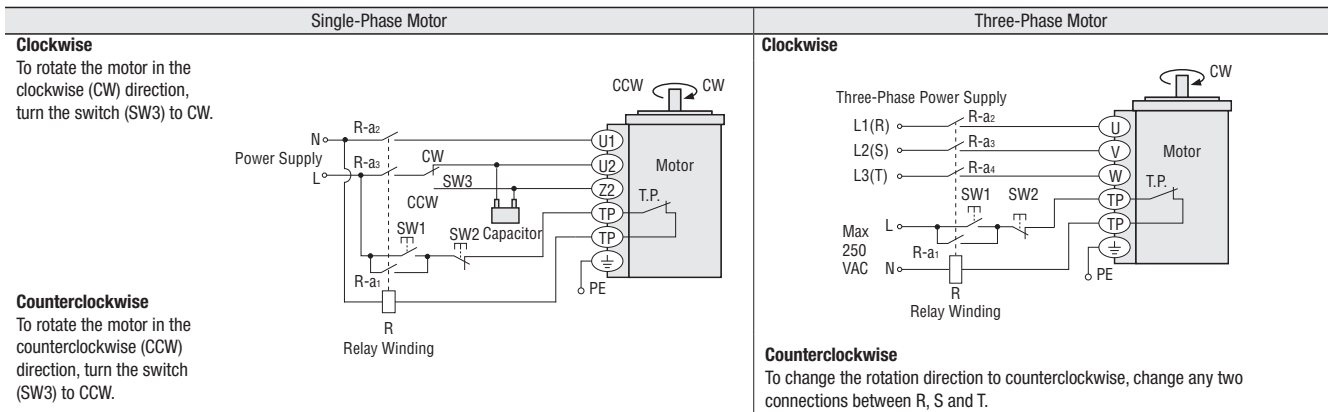 Single-Phase Motor
Clockwise
To rotate the motor in the
clockwise (CW) direction,
turn the switch (SW3) to CW.
CCW CW
N R-a2 U1
Power Supply
L R-a3 CW U2 Motor
SW3 Z2
CCW T.P.
TP
SW1 SW2 Capacitor
TP
R-a1
PE
R
Relay Winding
Counterclockwise
To rotate the motor in the
counterclockwise (CCW)
direction, turn the switch
(SW3) to CCW.
Three-Phase Motor
Clockwise
CW
Three-Phase Power Supply
L1(R) R-a2 U
L2(S) R-a3 V Motor
L3(T) R-a4 W
T.P.
SW1 SW2 TP
L
Max
250
VAC
TP
R-a1
N
PE
R
Relay Winding
Counterclockwise
To change the rotation direction to counterclockwise, change any two
connections between R, S and T.